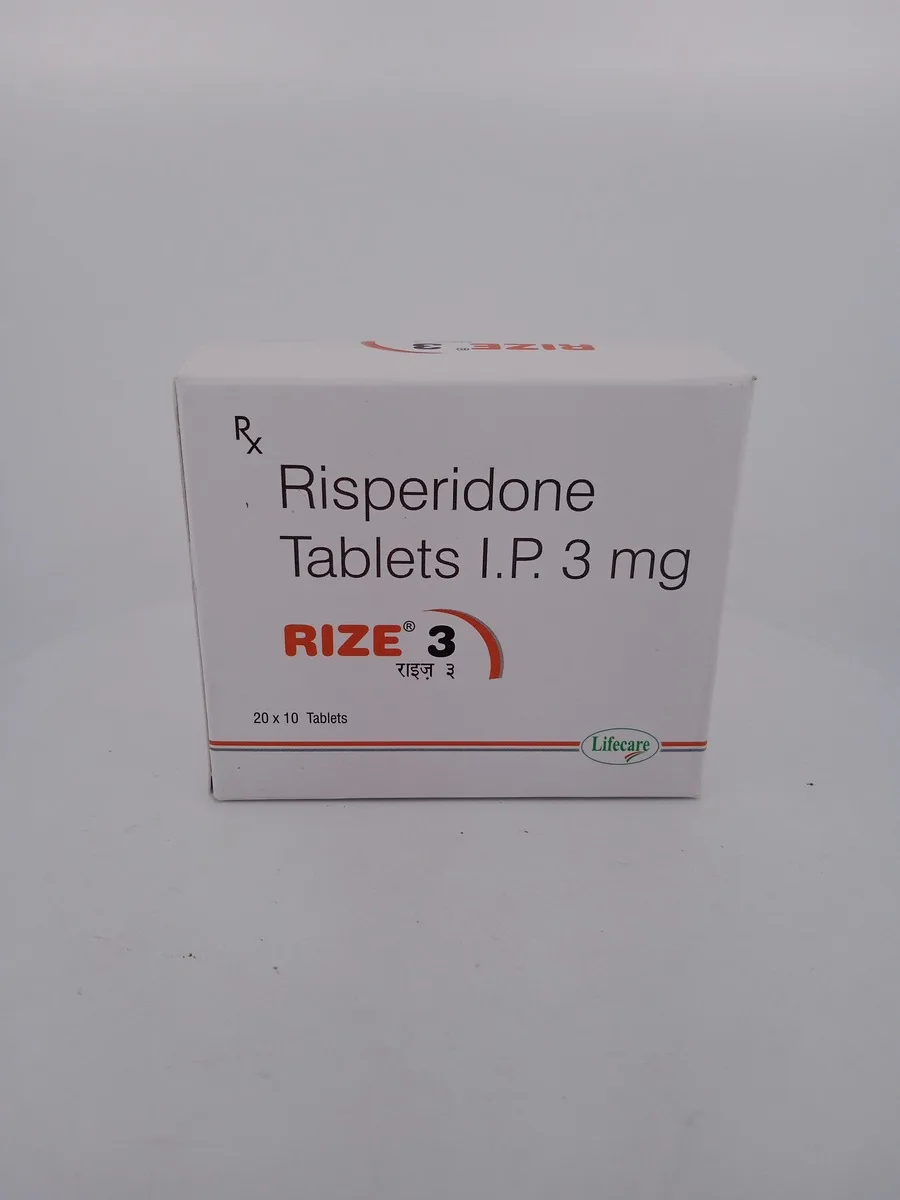 RIZE® 3
Rx
Risperidone
Tablets I.P. 3 mg
RIZE® 3
राइज़ ३
20 x 10 Tablets
Lifecare